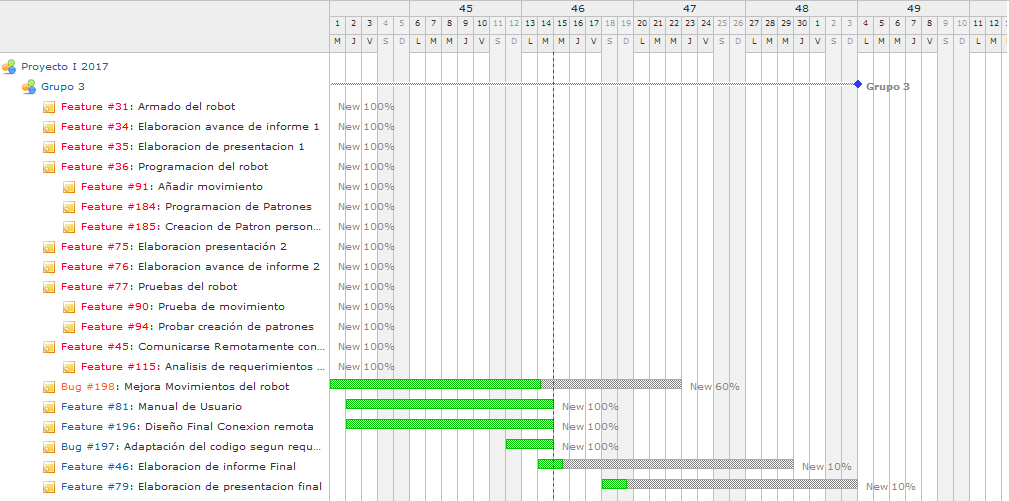 45 46 47 48 49
1 2 3 4 5 6 7 8 9 10 11 12 13 14 15 16 17 18 19 20 21 22 23 24 25 26 27 28 29 30 1 2 3 4 5 6 7 8 9 10 11 12
M J V S D L M M J V S D L M M J V S D L M M J V S D L M M J V S D L M M J V S D L M
Proyecto I 2017
Grupo 3 Grupo 3
Feature #31: Armado del robot New 100%
Feature #34: Elaboracion avance de informe 1 New 100%
Feature #35: Elaboracion de presentacion 1 New 100%
Feature #36: Programacion del robot New 100%
Feature #91: Añadir movimiento New 100%
Feature #184: Programacion de Patrones New 100%
Feature #185: Creacion de Patron person... New 100%
Feature #75: Elaboracion presentación 2 New 100%
Feature #76: Elaboracion avance de informe 2 New 100%
Feature #77: Pruebas del robot New 100%
Feature #90: Prueba de movimiento New 100%
Feature #94: Probar creación de patrones New 100%
Feature #45: Comunicarse Remotamente con... New 100%
Feature #115: Analisis de requerimientos ... New 100%
Bug #198: Mejora Movimientos del robot New 60%
Feature #81: Manual de Usuario New 100%
Feature #196: Diseño Final Conexion remota New 100%
Bug #197: Adaptación del codigo segun requ... New 100%
Feature #46: Elaboracion de informe Final New 10%
Feature #79: Elaboracion de presentacion final New 10%